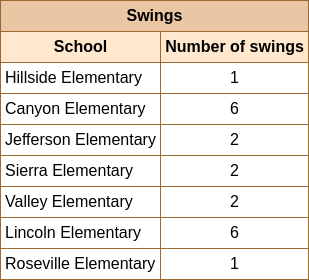 Swings
School Number of swings
Hillside Elementary 1
Canyon Elementary 6
Jefferson Elementary 2
Sierra Elementary 2
Valley Elementary 2
Lincoln Elementary 6
Roseville Elementary 1